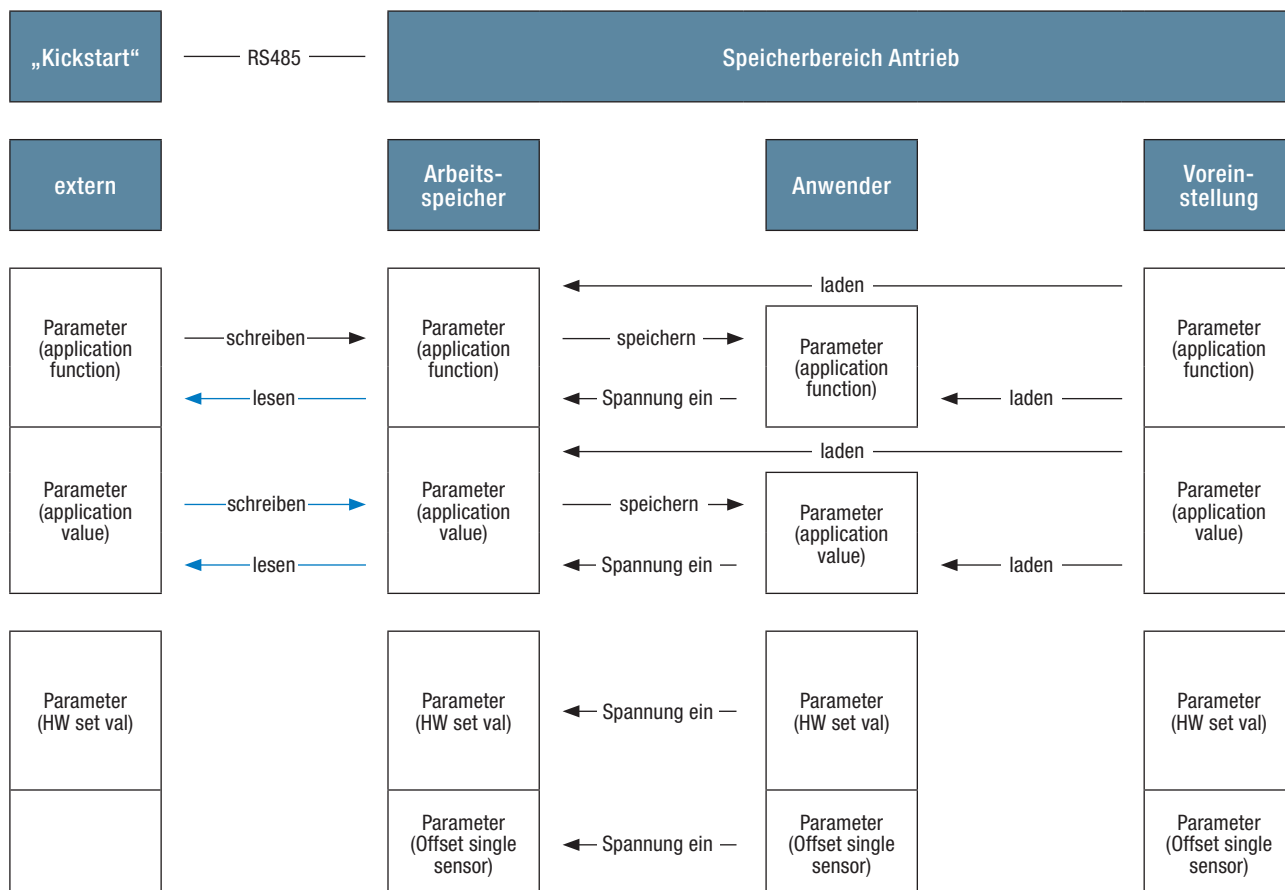 „Kickstart“
RS485
Speicherbereich Antrieb
extern
Arbeits-
speicher
Anwender
Vorein-
stellung
laden
Parameter
(application
function)
schreiben
Parameter
(application
function)
speichern
Parameter
(application
function)
Parameter
(application
function)
lesen
Spannung ein
laden
laden
Parameter
(application
value)
schreiben
Parameter
(application
value)
speichern
Parameter
(application
value)
Parameter
(application
value)
lesen
Spannung ein
laden
Parameter
(HW set val)
Parameter
(HW set val)
Spannung ein
Parameter
(HW set val)
Parameter
(HW set val)
Parameter
(Offset single
sensor)
Spannung ein
Parameter
(Offset single
sensor)
Parameter
(Offset single
sensor)